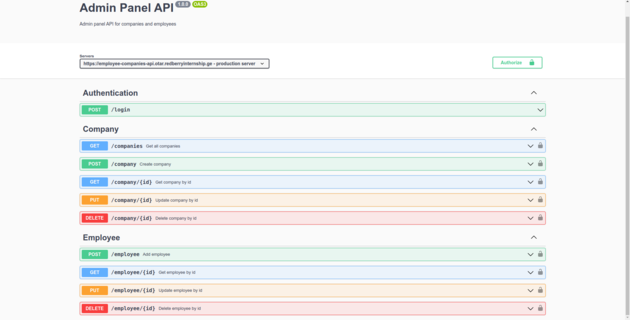 Admin Panel API 1.0.0 OAS3
Admin panel API for companies and employees
Servers
https://employee-companies-api.otar.redberryinternship.ge - production server
Authorize
Authentication
POST /login
Company
GET /companies Get all companies
POST /company Create company
GET /company/{id} Get company by id
PUT /company/{id} Update company by id
DELETE /company/{id} Delete company by id
Employee
POST /employee Add employee
GET /employee/{id} Get employee by id
PUT /employee/{id} Update employee by id
DELETE /employee/{id} Delete employee by id